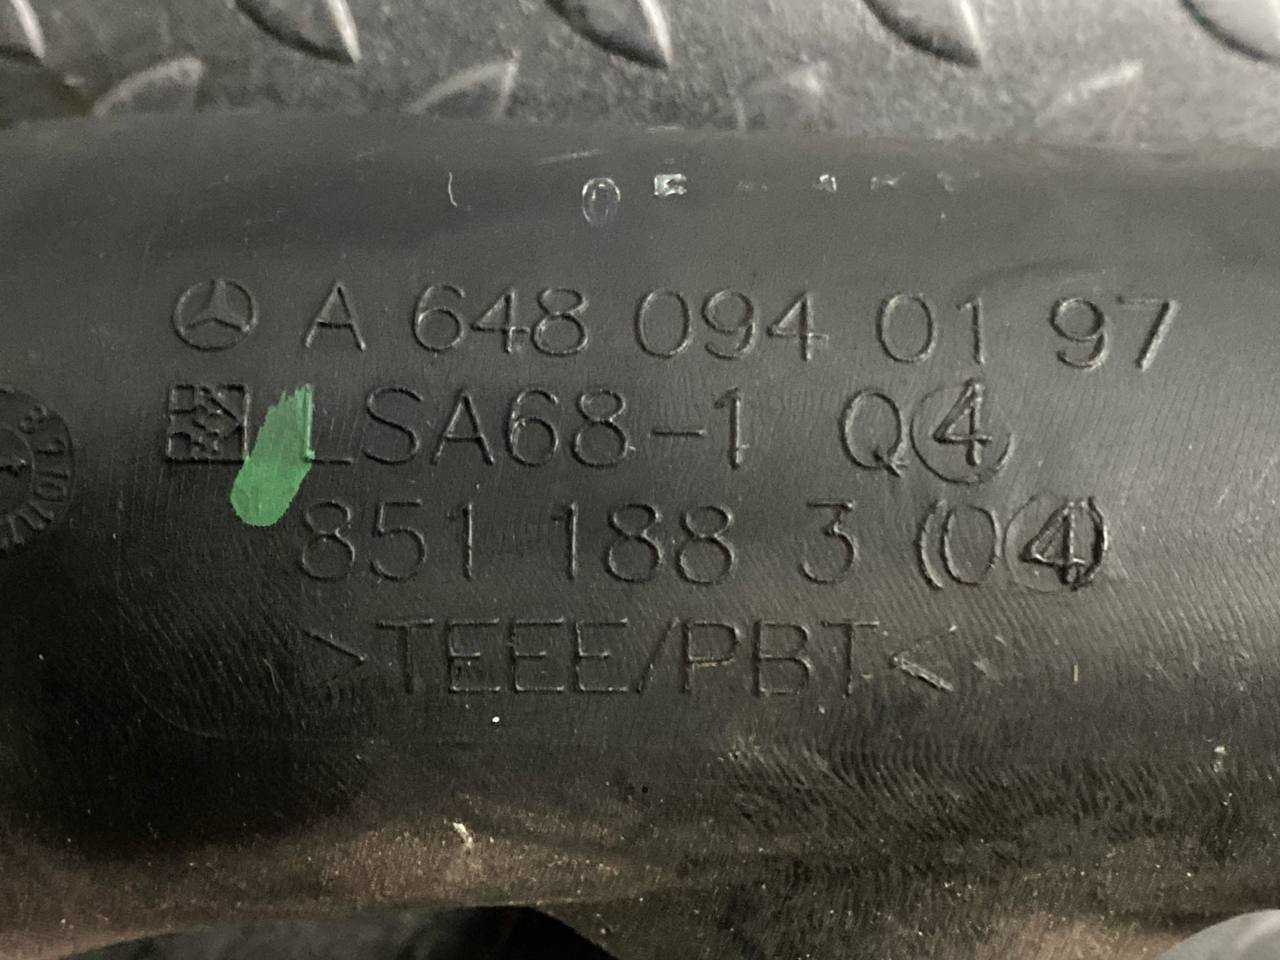 A 648 094 01 97
LSA68-1 Q4
851 188 3 (04)
>TEEE/PBT<